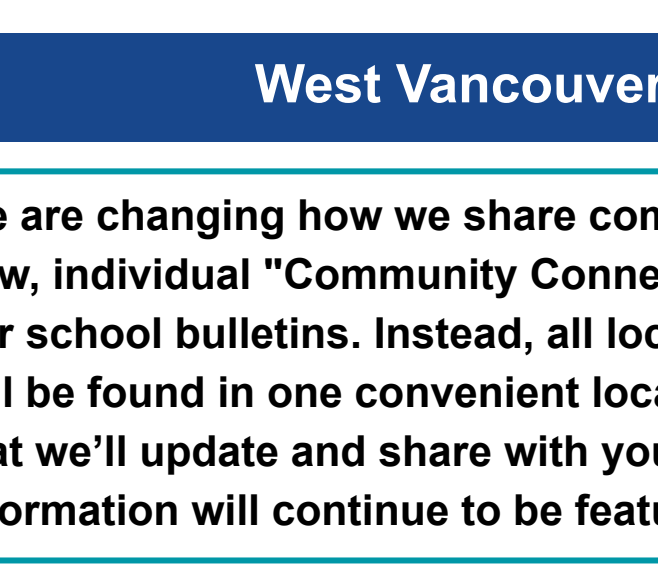 West Vancouver
e are changing how we share com
w, individual "Community Conne
r school bulletins. Instead, all loc
l be found in one convenient loca
at we’ll update and share with you
ormation will continue to be featu